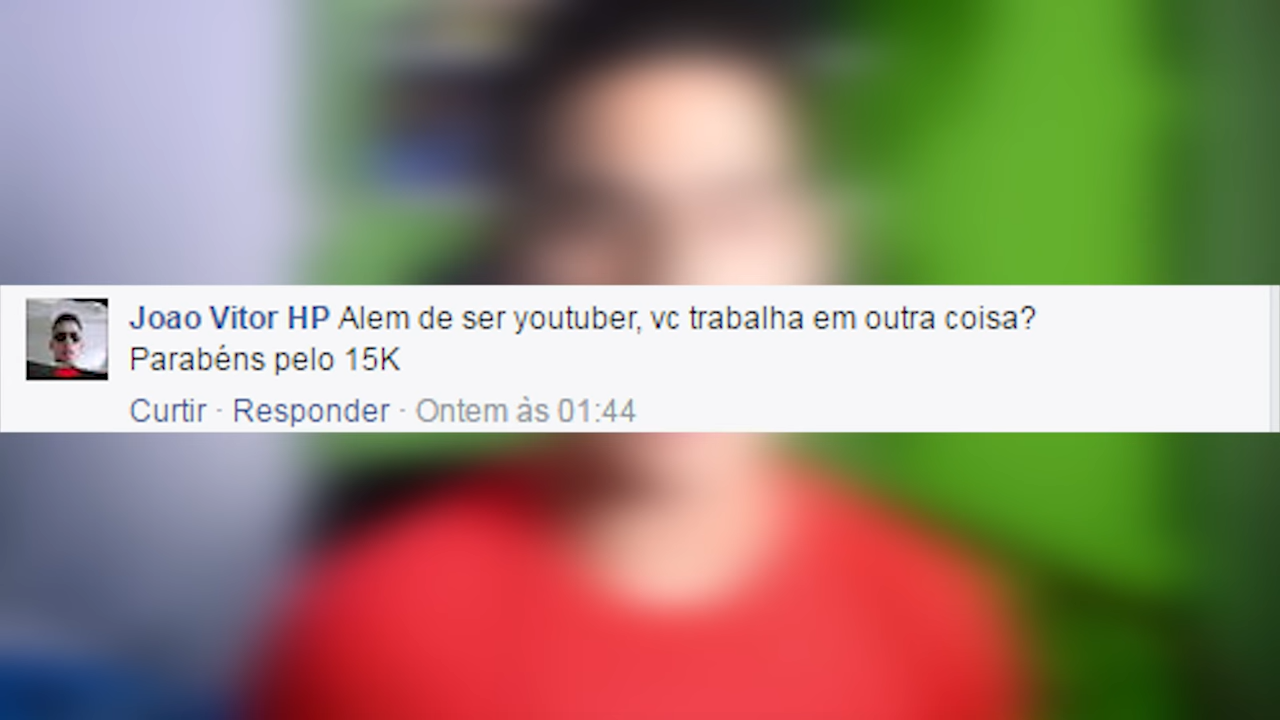 Joao Vitor HP Alem de ser youtuber, vc trabalha em outra coisa?
Parabéns pelo 15K
Curtir · Responder · Ontem às 01:44